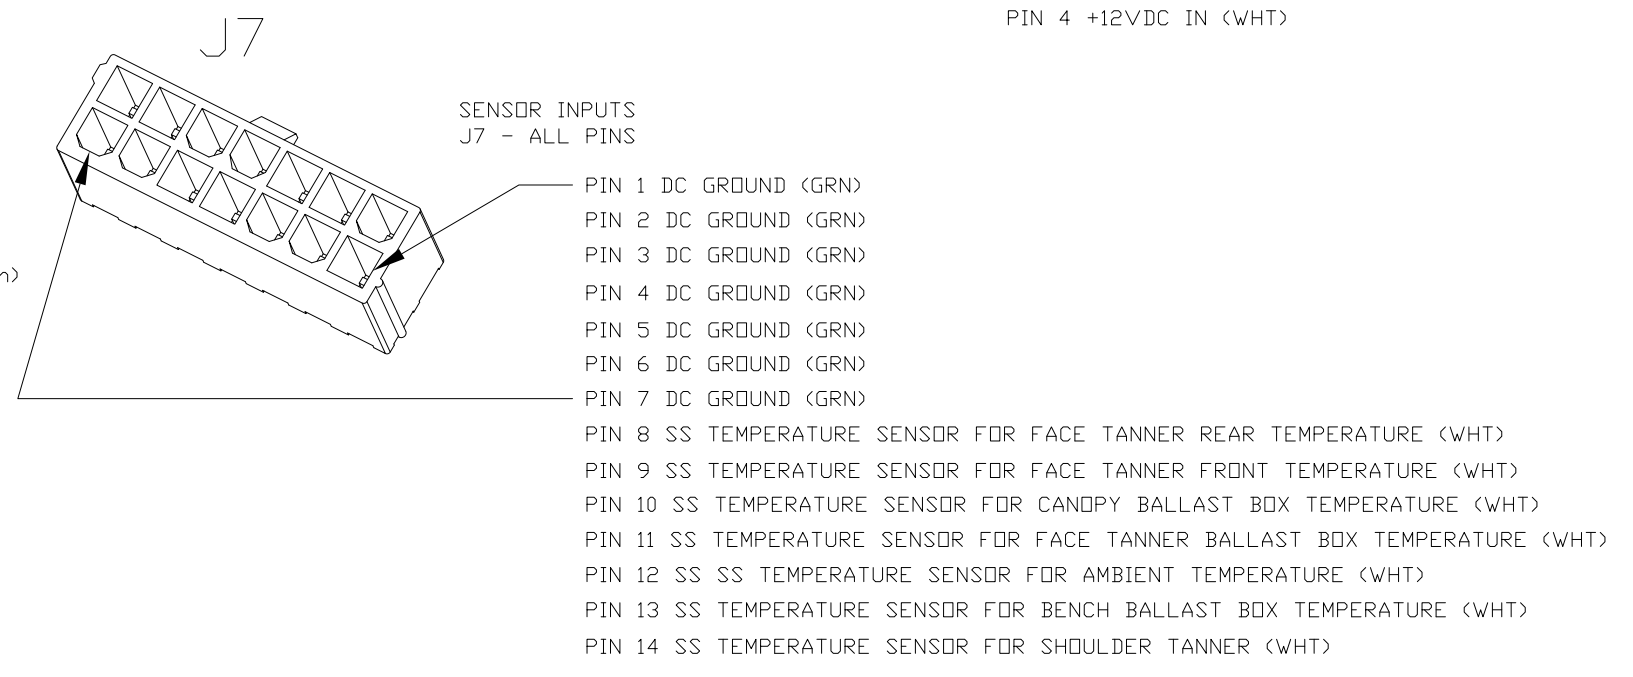 J7
PIN 4 +12VDC IN (WHT)
SENSOR INPUTS
J7 - ALL PINS
PIN 1 DC GROUND (GRN)
PIN 2 DC GROUND (GRN)
PIN 3 DC GROUND (GRN)
PIN 4 DC GROUND (GRN)
PIN 5 DC GROUND (GRN)
PIN 6 DC GROUND (GRN)
PIN 7 DC GROUND (GRN)
PIN 8 SS TEMPERATURE SENSOR FOR FACE TANNER REAR TEMPERATURE (WHT)
PIN 9 SS TEMPERATURE SENSOR FOR FACE TANNER FRONT TEMPERATURE (WHT)
PIN 10 SS TEMPERATURE SENSOR FOR CANOPY BALLAST BOX TEMPERATURE (WHT)
PIN 11 SS TEMPERATURE SENSOR FOR FACE TANNER BALLAST BOX TEMPERATURE (WHT)
PIN 12 SS SS TEMPERATURE SENSOR FOR AMBIENT TEMPERATURE (WHT)
PIN 13 SS TEMPERATURE SENSOR FOR BENCH BALLAST BOX TEMPERATURE (WHT)
PIN 14 SS TEMPERATURE SENSOR FOR SHOULDER TANNER (WHT)